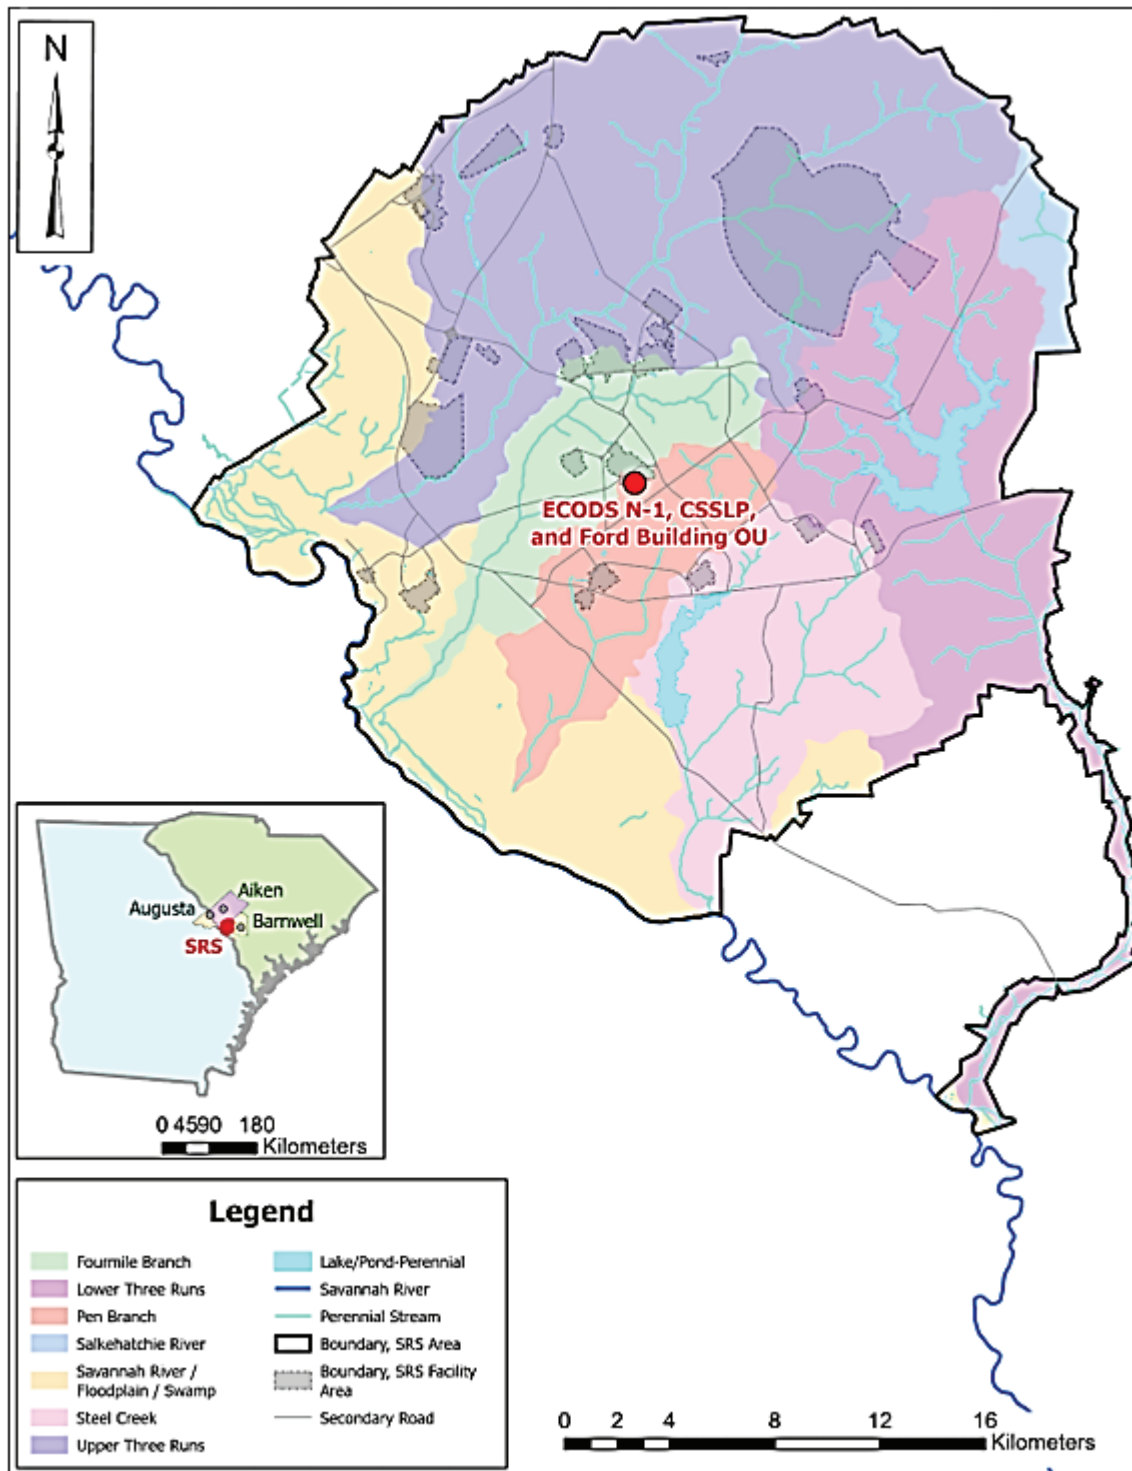 N
ECODS N-1, CSSLP,
and Ford Building OU
Aiken
Augusta
Barnwell
SRS
0 4590 180
Kilometers
Legend
Fourmile Branch
Lower Three Runs
Pen Branch
Salkehatchie River
Savannah River /
Floodplain / Swamp
Steel Creek
Upper Three Runs
Lake/Pond-Perennial
Savannah River
Perennial Stream
Boundary, SRS Area
Boundary, SRS Facility
Area
Secondary Road
0 2 4 8 12 16
Kilometers